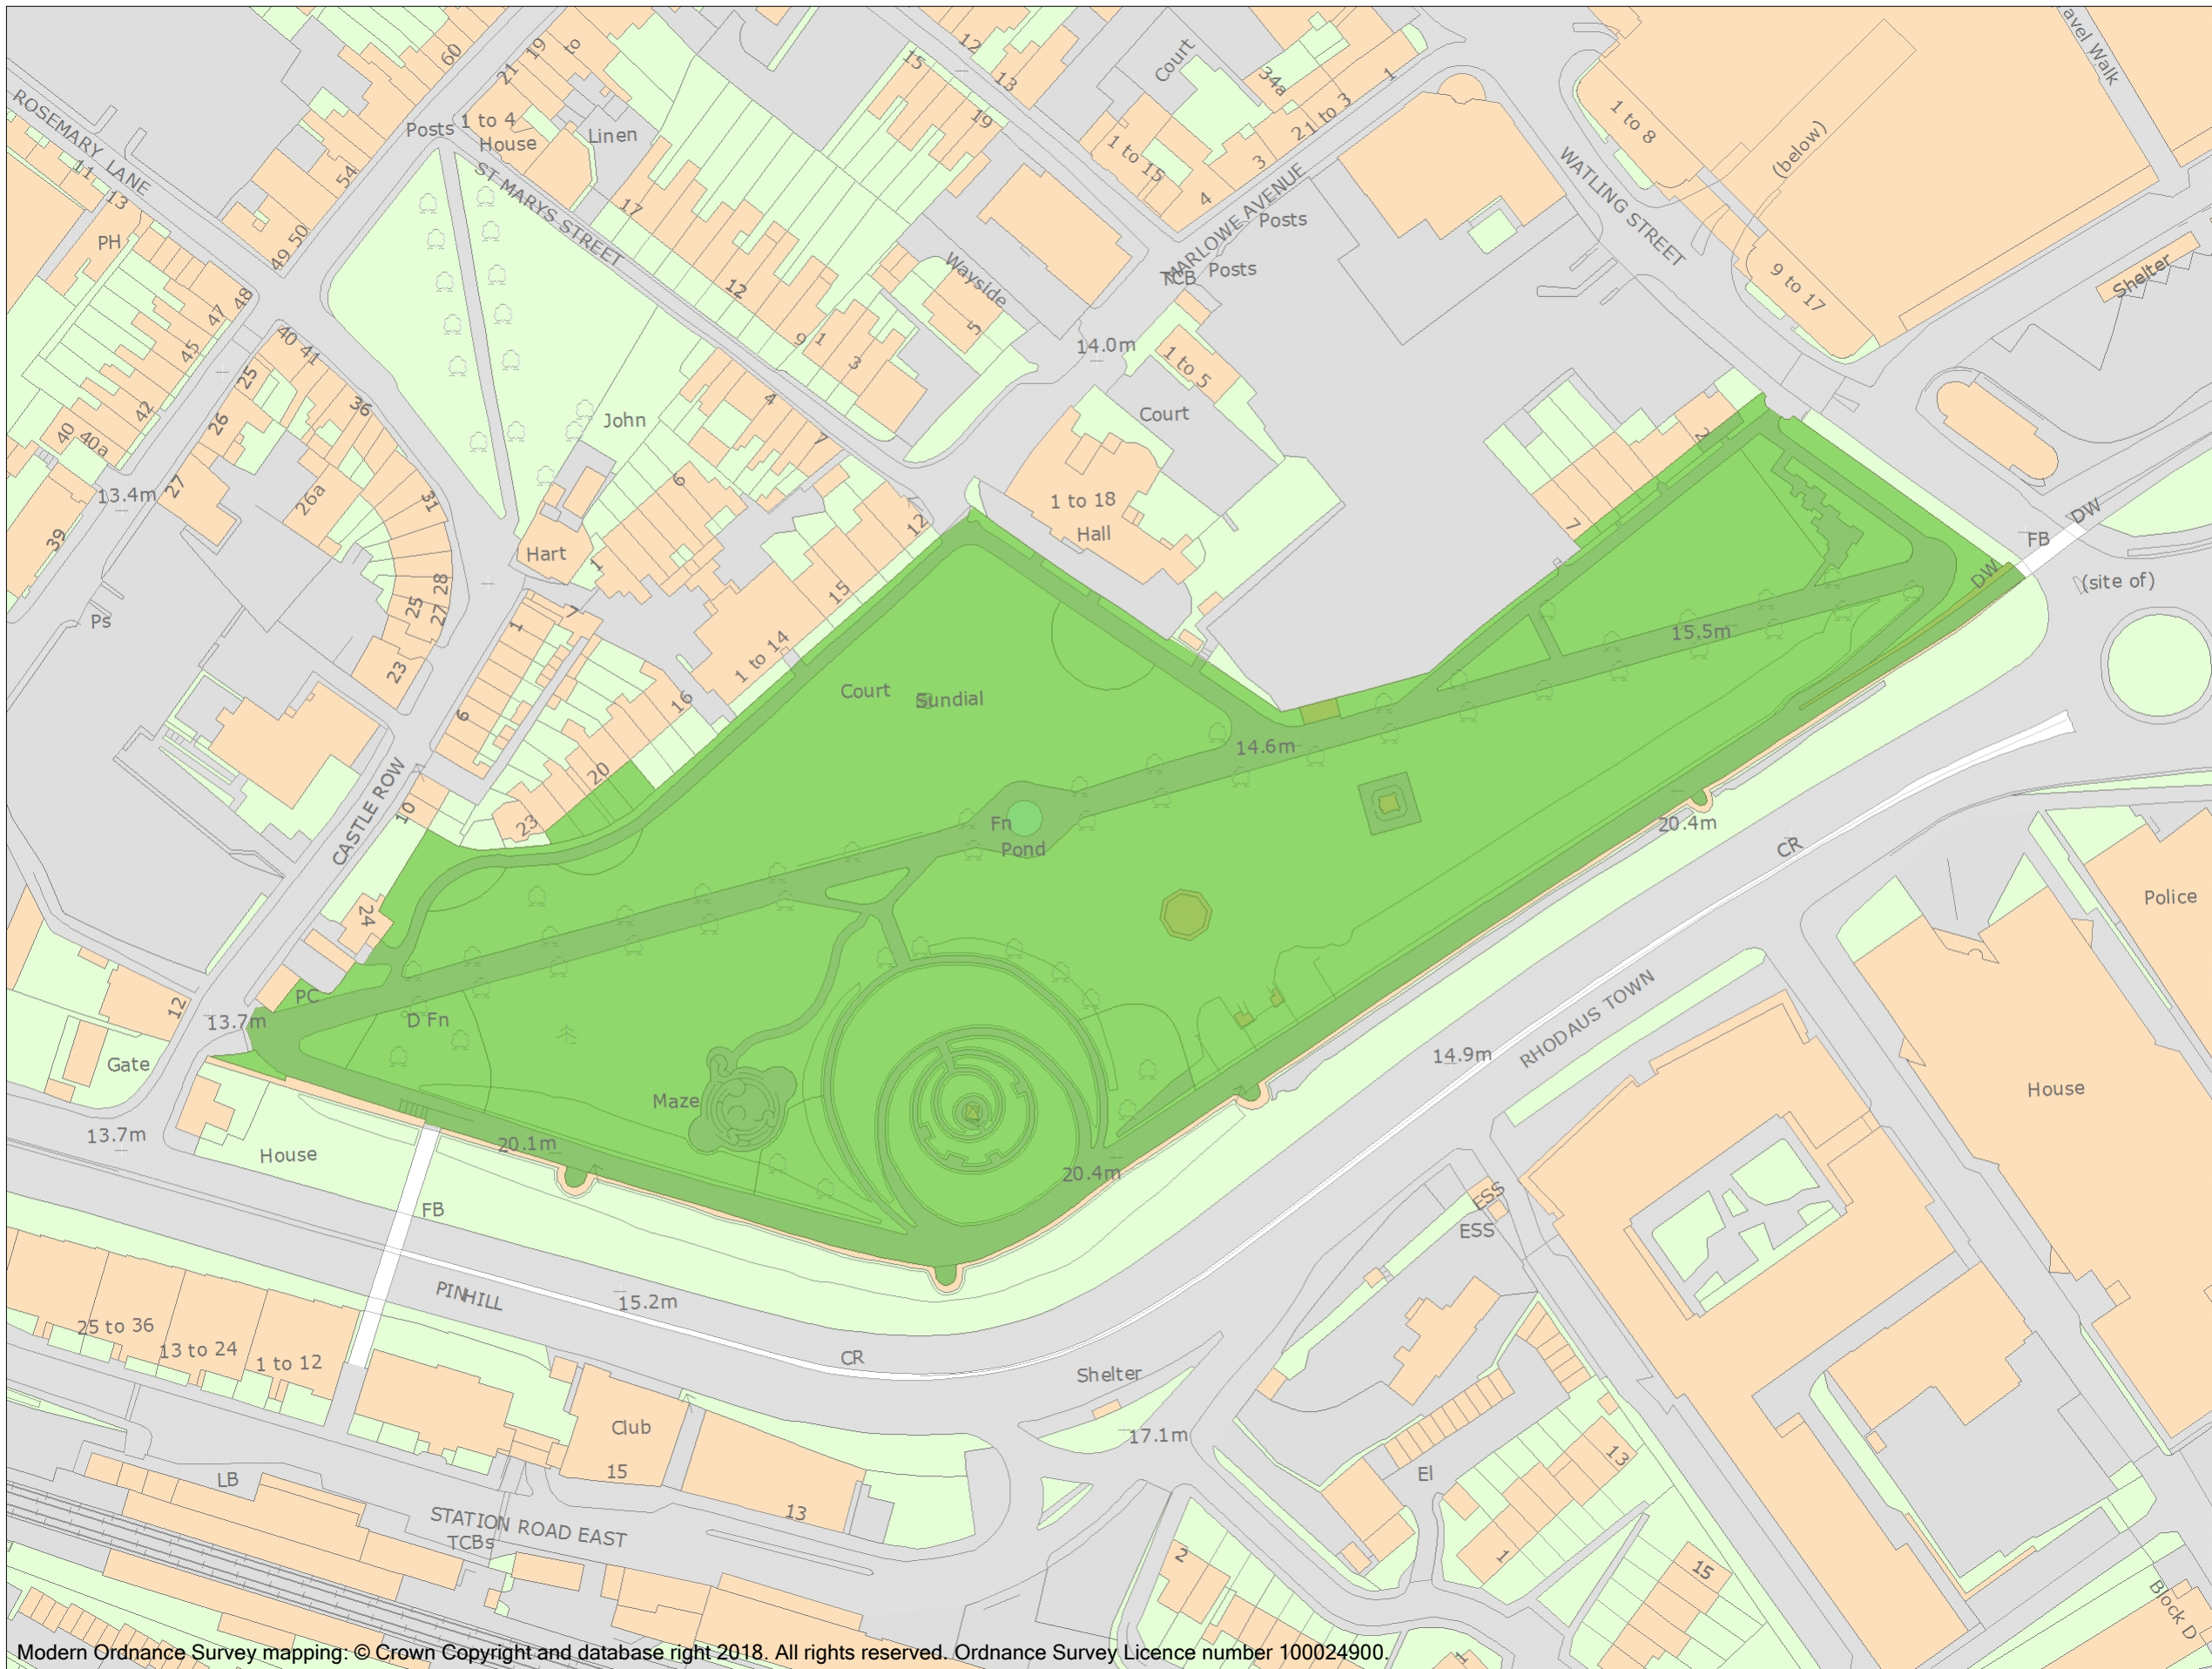 60
19
to
21
12
15
13
Court
34a
1
21 to 3
3
1 to 8
(below)
avel Walk
ROSEMARY LANE
11
13
54
Posts
1 to 4
House
Linen
19
1 to 15
4
MARLOWE AVENUE
Posts
Posts
TCB
WATLING STREET
9 to 17
Shelter
PH
49 50
ST MARYS STREET
17
12
9
1
3
Wayside
5
14.0m
1 to 5
Court
48
47
45
42
40
40a
40 41
25
26
36
27
26a
31
13.4m
39
John
4
7
6
12
Hart
1
15
1 to 14
1 to 18
Hall
2
7
FB
DW
DW
(site of)
28
25
27
23
Ps
1
7
6
16
20
23
10
CASTLE ROW
Court
Sundial
14.6m
15.5m
Fn
Pond
20.4m
CR
Police
24
PC
12
13.7m
D Fn
Gate
14.9m
RHODAUS TOWN
House
Maze
13.7m
House
20.1m
20.4m
FB
ESS
ESS
PINHILL
15.2m
25 to 36
13 to 24
1 to 12
CR
Shelter
17.1m
Club
15
13
LB
STATION ROAD EAST
TCBs
El
13
1
15
2
1
Block D
Modern Ordnance Survey mapping: © Crown Copyright and database right 2018. All rights reserved. Ordnance Survey Licence number 100024900.